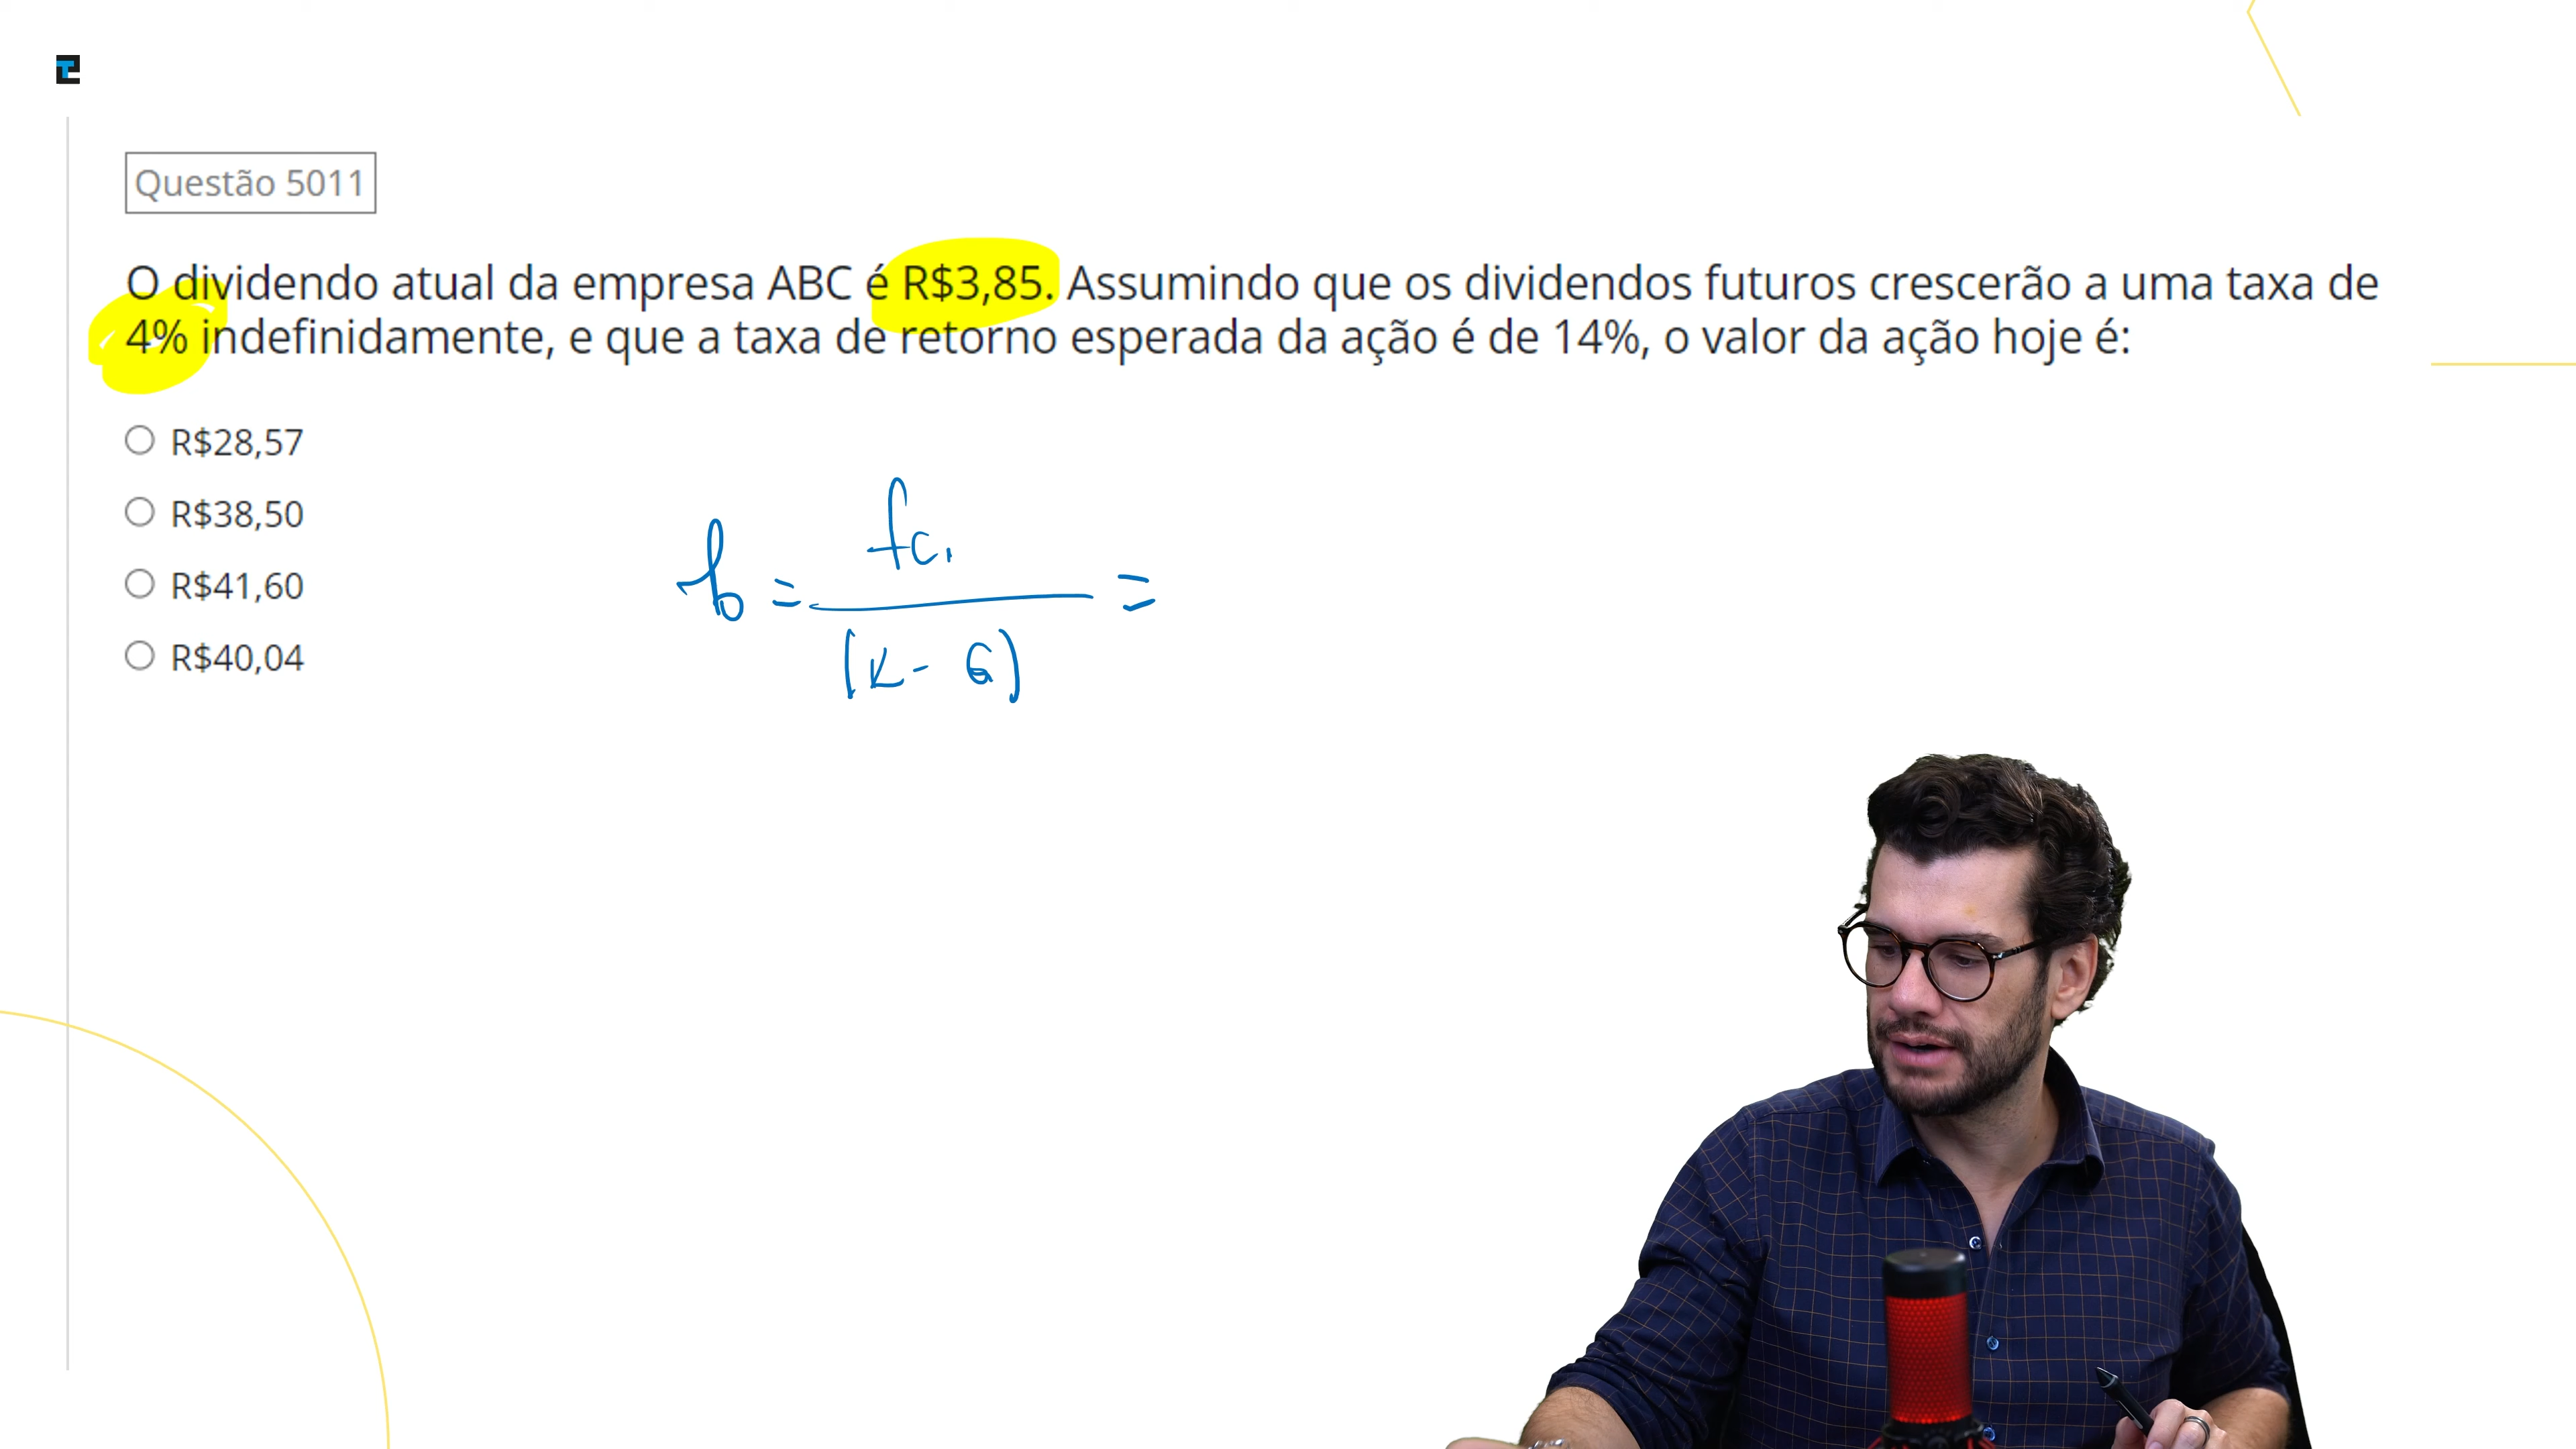 Questão 5011
O dividendo atual da empresa ABC é R$3,85. Assumindo que os dividendos futuros crescerão a uma taxa de
4% indefinidamente, e que a taxa de retorno esperada da ação é de 14%, o valor da ação hoje é:
R$28,57
R$38,50
R$41,60
R$40,04
fc₁
=
=
(K - G)